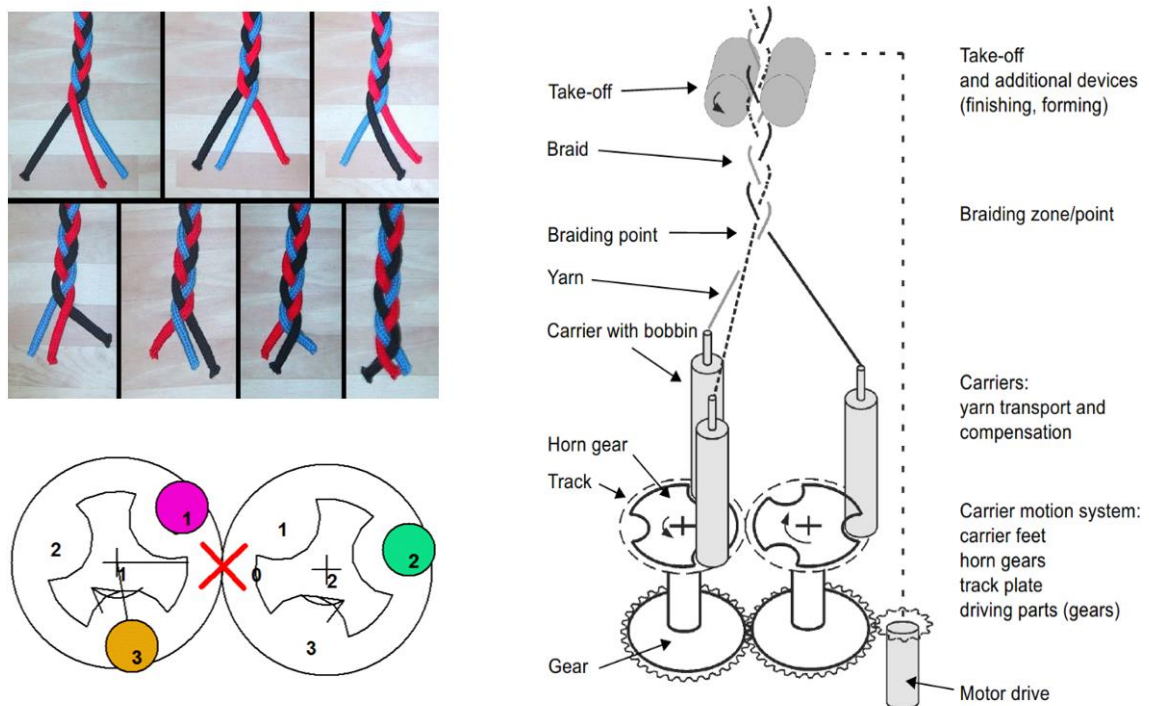 Take-off
Braid
Braiding point
Yarn
Carrier with bobbin
Horn gear
Track
Gear
Take-off
and additional devices
(finishing, forming)
Braiding zone/point
Carriers:
yarn transport and
compensation
Carrier motion system:
carrier feet
horn gears
track plate
driving parts (gears)
Motor drive
1
2
1
3
1
0
2
2
3